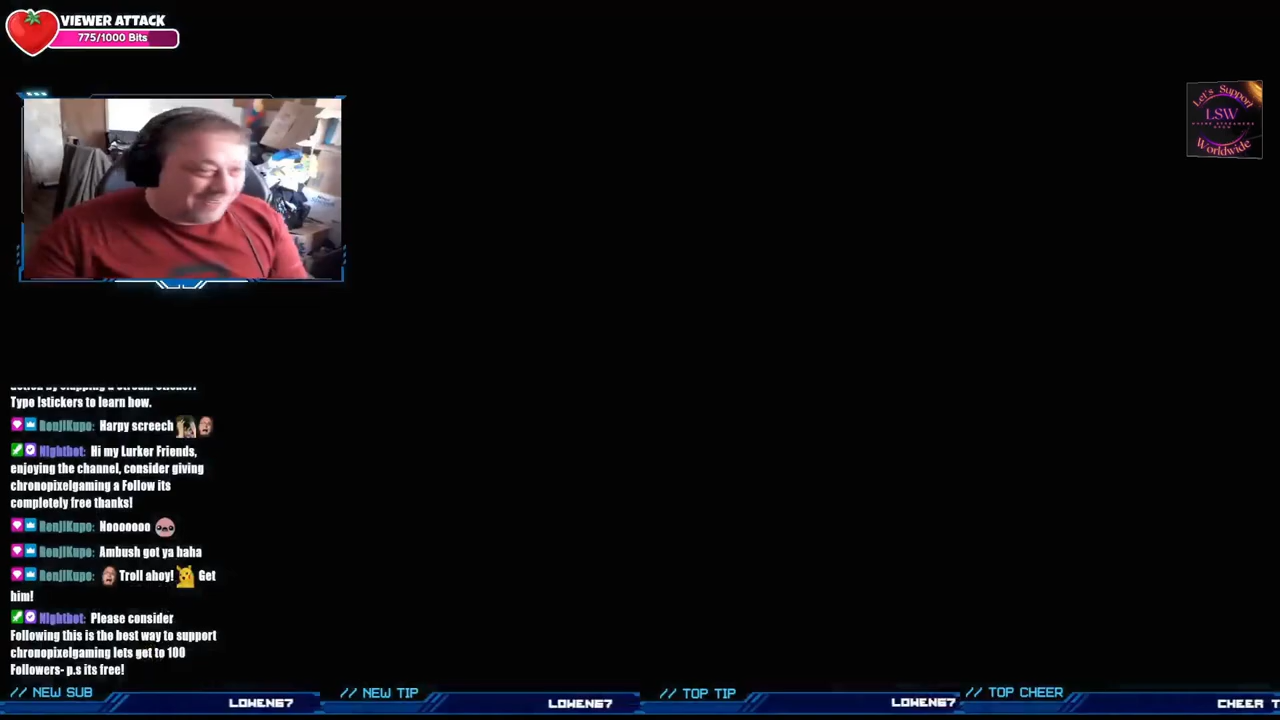 VIEWER ATTACK
775/1000 Bits
Let's Support
LSW
Worldwide
Type !stickers to learn how.
RonjiKupo: Harpy screech
Nightbot: Hi my Lurker Friends,
enjoying the channel, consider giving
chronopixelgaming a Follow its
completely free thanks!
RonjiKupo: Nooooooo
RonjiKupo: Ambush got ya haha
RonjiKupo: Troll ahoy! Get
him!
Nightbot: Please consider
Following this is the best way to support
chronopixelgaming lets get to 100
Followers- p.s its free!
// NEW SUB
LOWEN67
// NEW TIP
LOWEN67
// TOP TIP
LOWEN67
// TOP CHEER
CHEER T